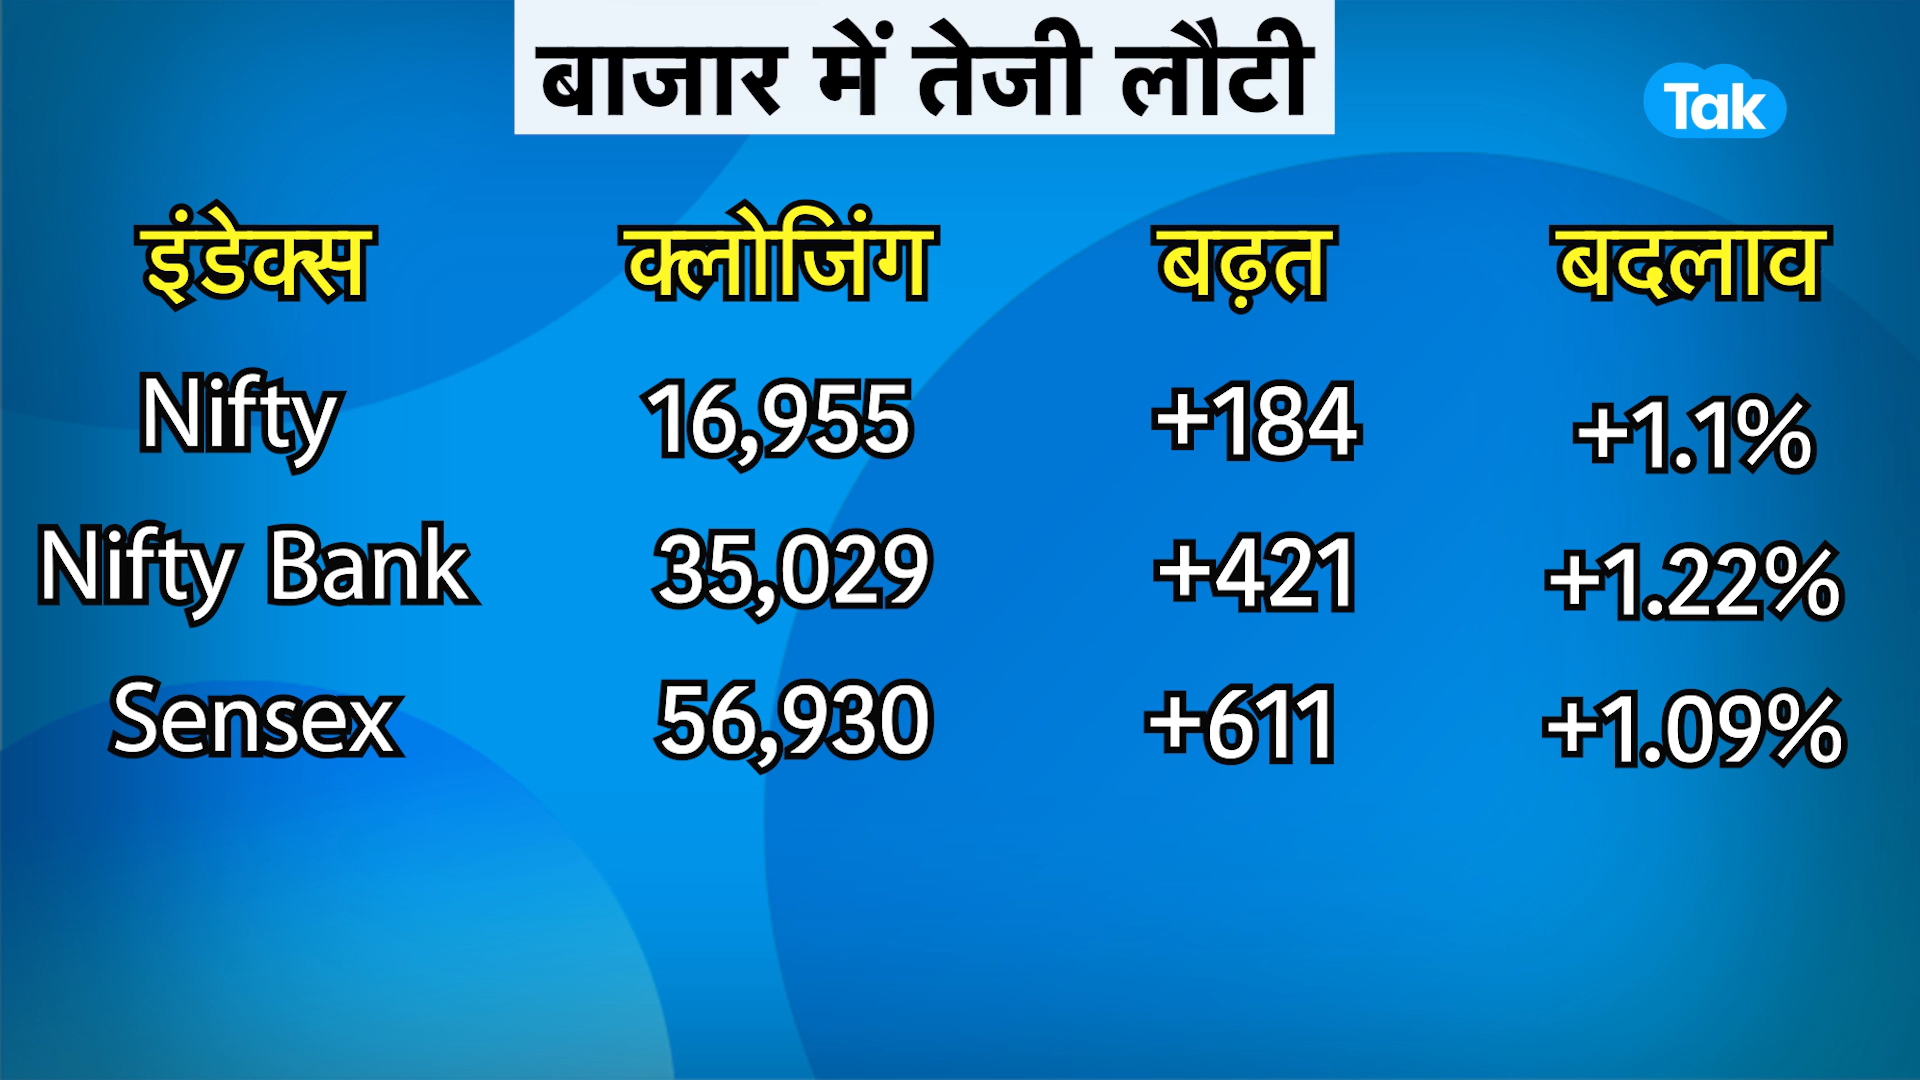 बाजार में तेजी लौटी
Tak
इंडेक्स क्लोजिंग बढ़त बदलाव
Nifty 16,955 +184 +1.1%
Nifty Bank 35,029 +421 +1.22%
Sensex 56,930 +611 +1.09%